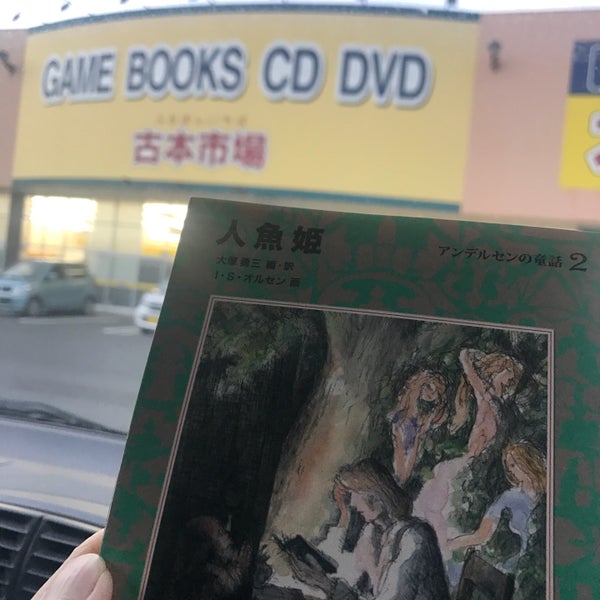 GAME BOOKS CD DVD
ふるほんいちば
古本市場
人魚姫
大塚勇三 編・訳
I・S・オルセン 画
アンデルセンの童話 2